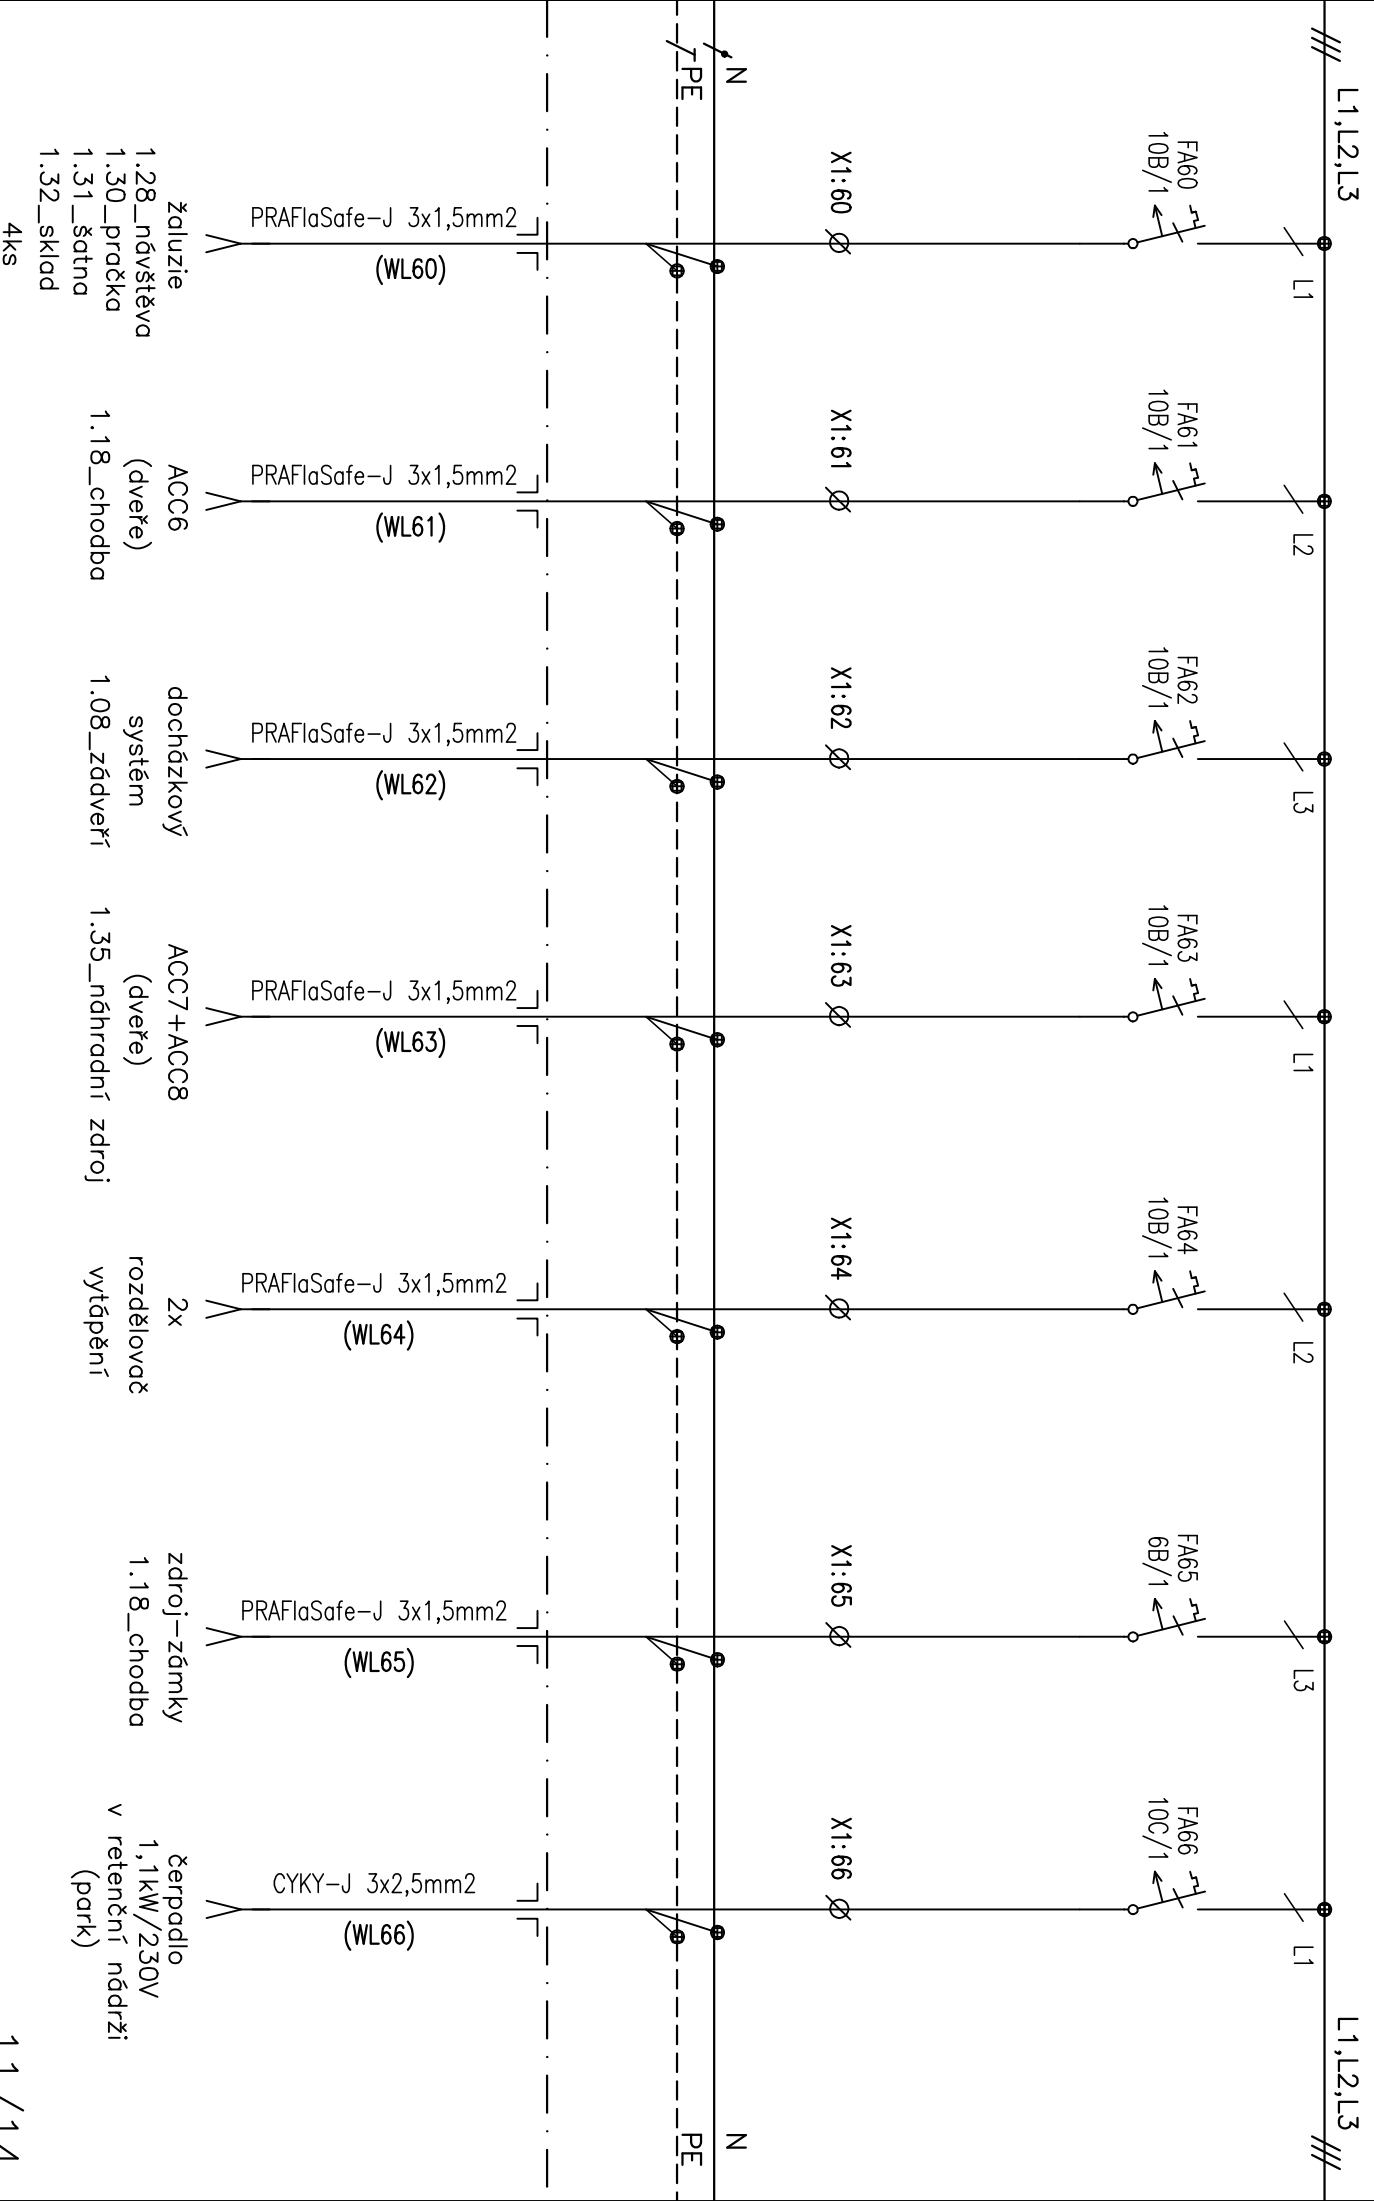 L1,L2,L3
L1,L2,L3
FA60
10B/1
L1
FA61
10B/1
L2
FA62
10B/1
L3
FA63
10B/1
L1
FA64
10B/1
L2
FA65
6B/1
L3
FA66
10C/1
L1
X1:60
X1:61
X1:62
X1:63
X1:64
X1:65
X1:66
N
PE
N
PE
PRAFlaSafe-J 3x1,5mm2
(WL60)
PRAFlaSafe-J 3x1,5mm2
(WL61)
PRAFlaSafe-J 3x1,5mm2
(WL62)
PRAFlaSafe-J 3x1,5mm2
(WL63)
PRAFlaSafe-J 3x1,5mm2
(WL64)
PRAFlaSafe-J 3x1,5mm2
(WL65)
CYKY-J 3x2,5mm2
(WL66)
žaluzie
1.28_návštěva
1.30_pračka
1.31_šatna
1.32_sklad
4ks
ACC6
(dveře)
1.18_chodba
docházkový
systém
1.08_zádveří
ACC7+ACC8
(dveře)
1.35_náhradní zdroj
2x
rozdělovač
vytápění
zdroj-zámky
1.18_chodba
čerpadlo
1,1kW/230V
v retenční nádrži
(park)
11/14